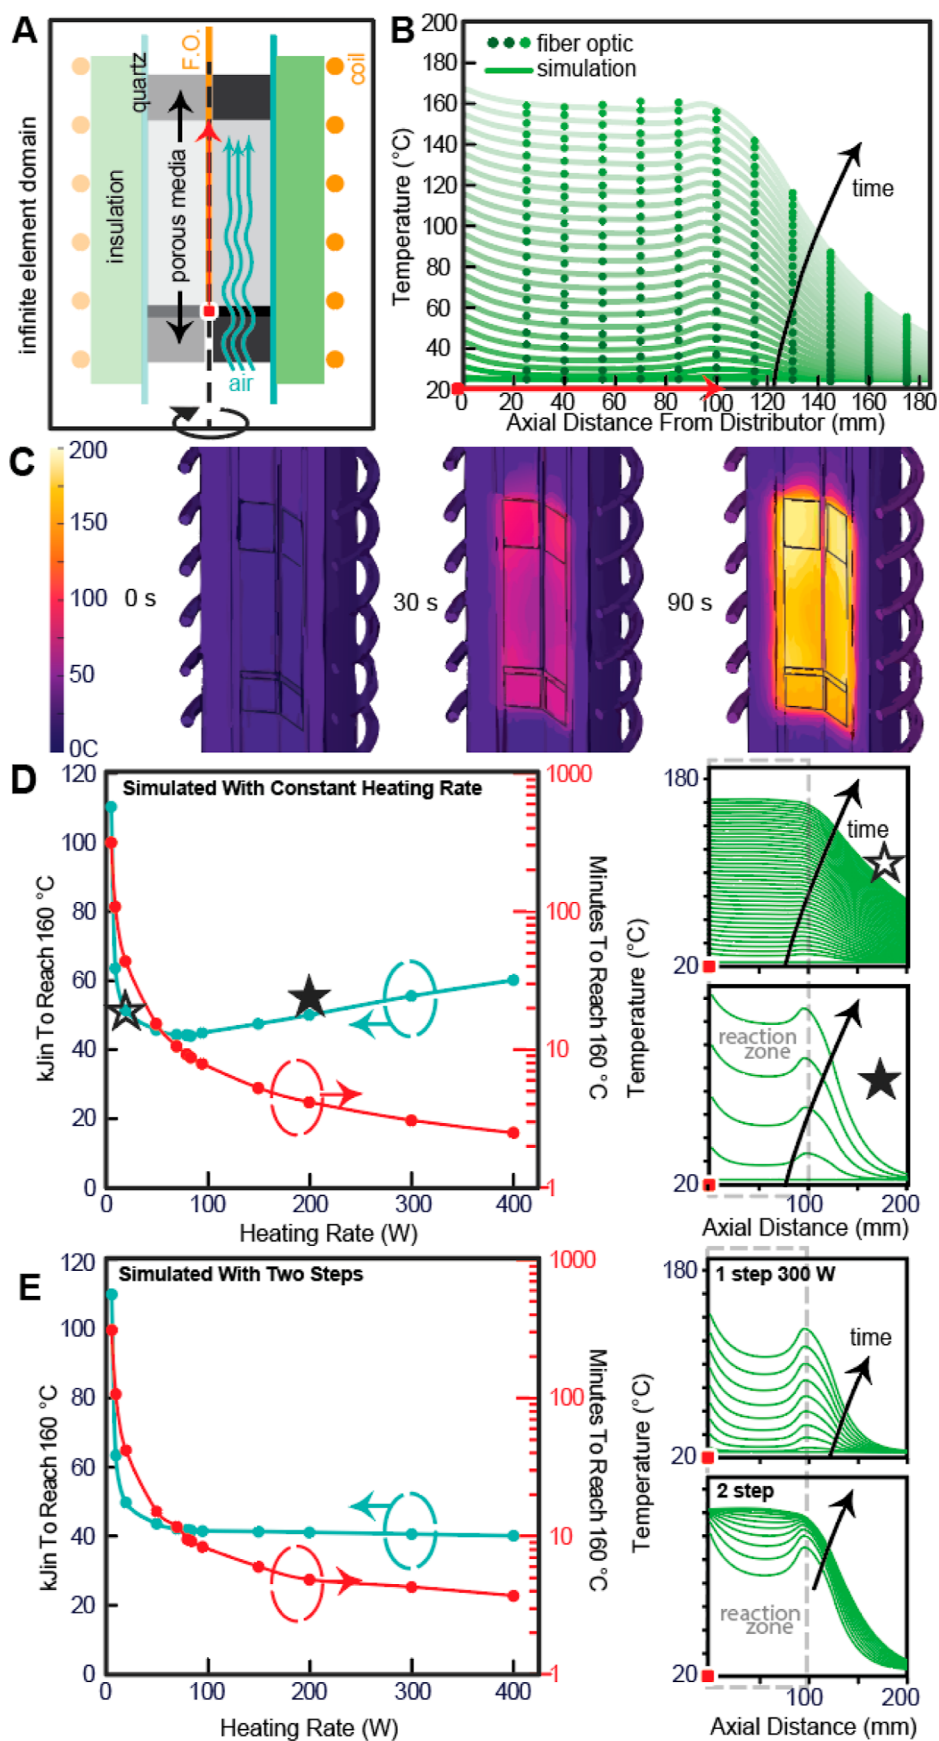 A
F.O.
quartz
coil
infinite element domain
insulation
porous media
air
B
200
180
160
140
120
100
80
60
40
20
fiber optic
simulation
time
Temperature (°C)
0 20 40 60 80 100 120 140 160 180
Axial Distance From Distributor (mm)
C
200
150
100
50
0C
0 s
30 s
90 s
D
120
100
80
60
40
20
0
kJin To Reach 160 °C
Simulated With Constant Heating Rate
1000
100
10
1
Minutes To Reach 160 °C
0 100 200 300 400
Heating Rate (W)
180
time
20
Temperature (°C)
reaction
zone
20
0 100 200
Axial Distance (mm)
E
120
100
80
60
40
20
0
kJin To Reach 160 °C
Simulated With Two Steps
1000
100
10
1
Minutes To Reach 160 °C
0 100 200 300 400
Heating Rate (W)
180
1 step 300 W
time
20
Temperature (°C)
2 step
reaction
zone
20
0 100 200
Axial Distance (mm)